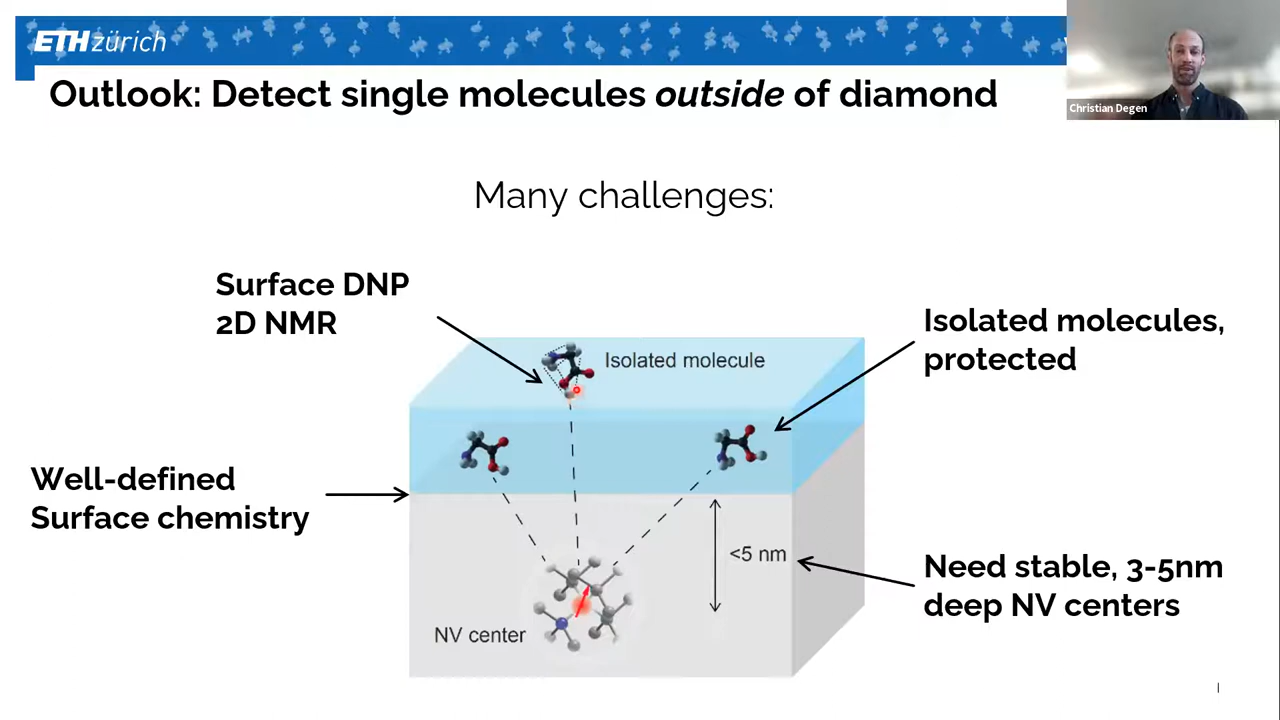 ETH zürich
Christian Degen
Outlook: Detect single molecules outside of diamond
Many challenges:
Surface DNP
2D NMR
Isolated molecules,
protected
Isolated molecule
Well-defined
Surface chemistry
<5 nm
Need stable, 3-5nm
deep NV centers
NV center